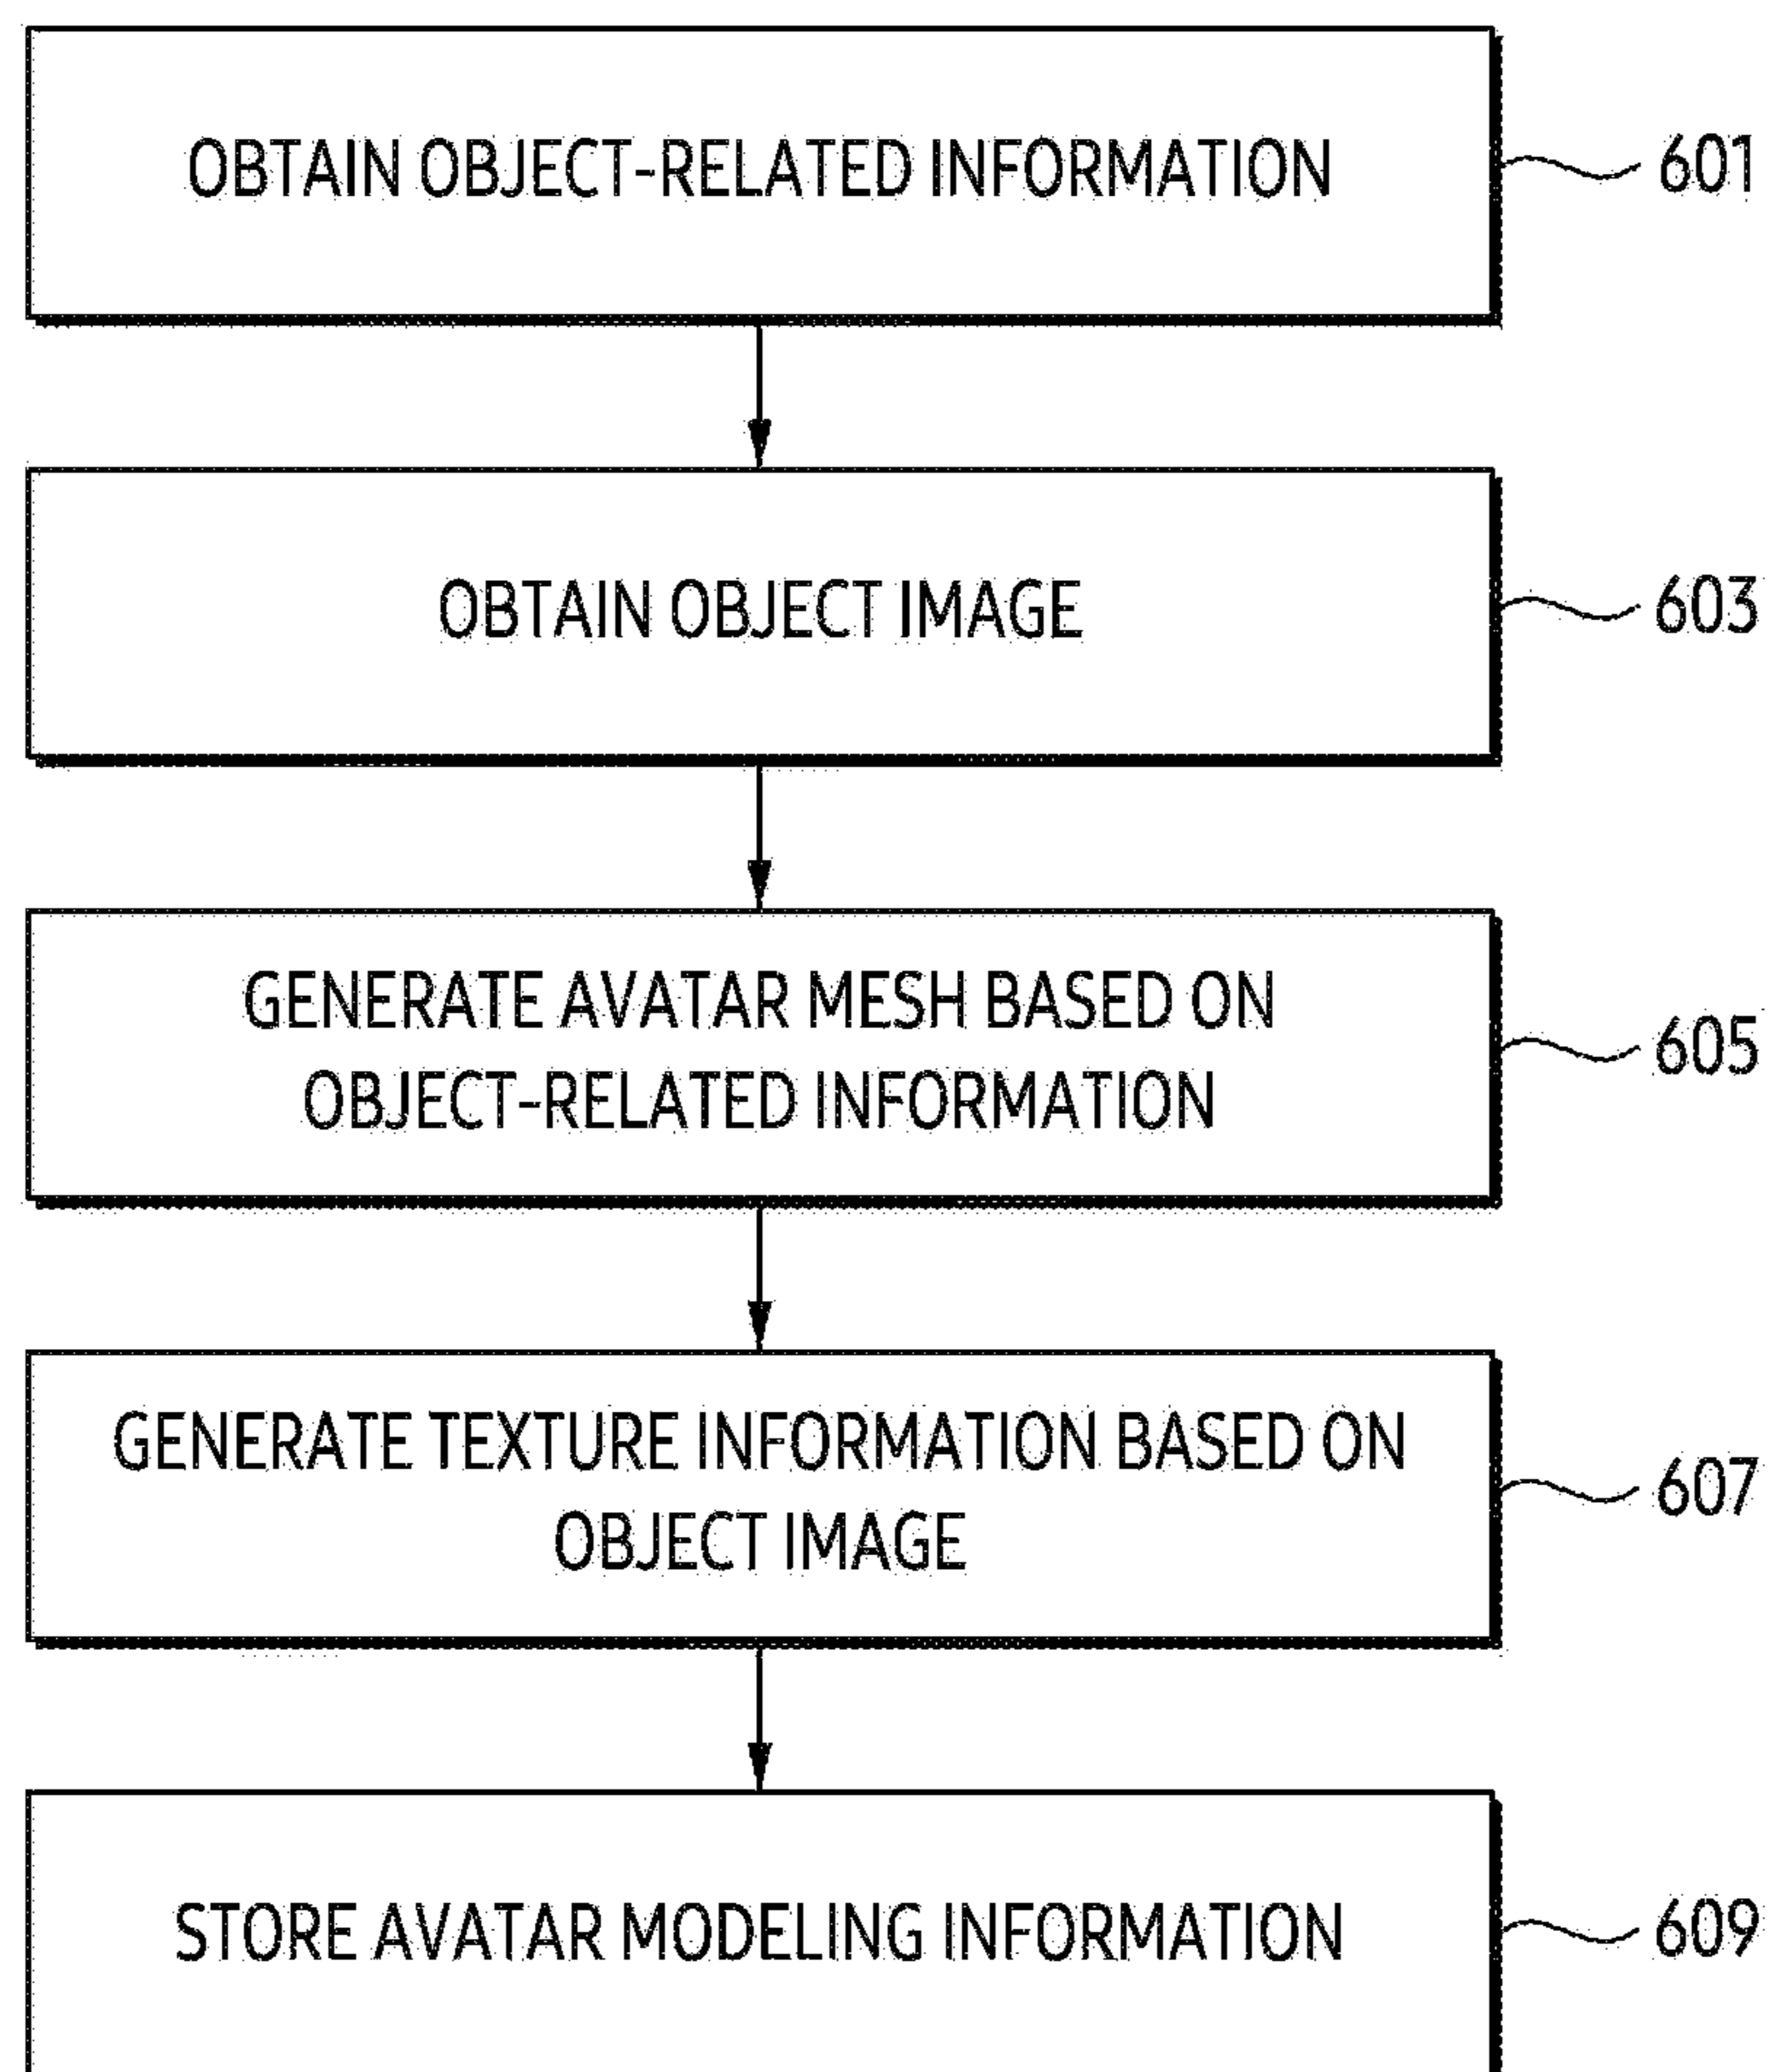 OBTAIN OBJECT-RELATED INFORMATION
601
OBTAIN OBJECT IMAGE
603
GENERATE AVATAR MESH BASED ON
OBJECT-RELATED INFORMATION
605
GENERATE TEXTURE INFORMATION BASED ON
OBJECT IMAGE
607
STORE AVATAR MODELING INFORMATION
609